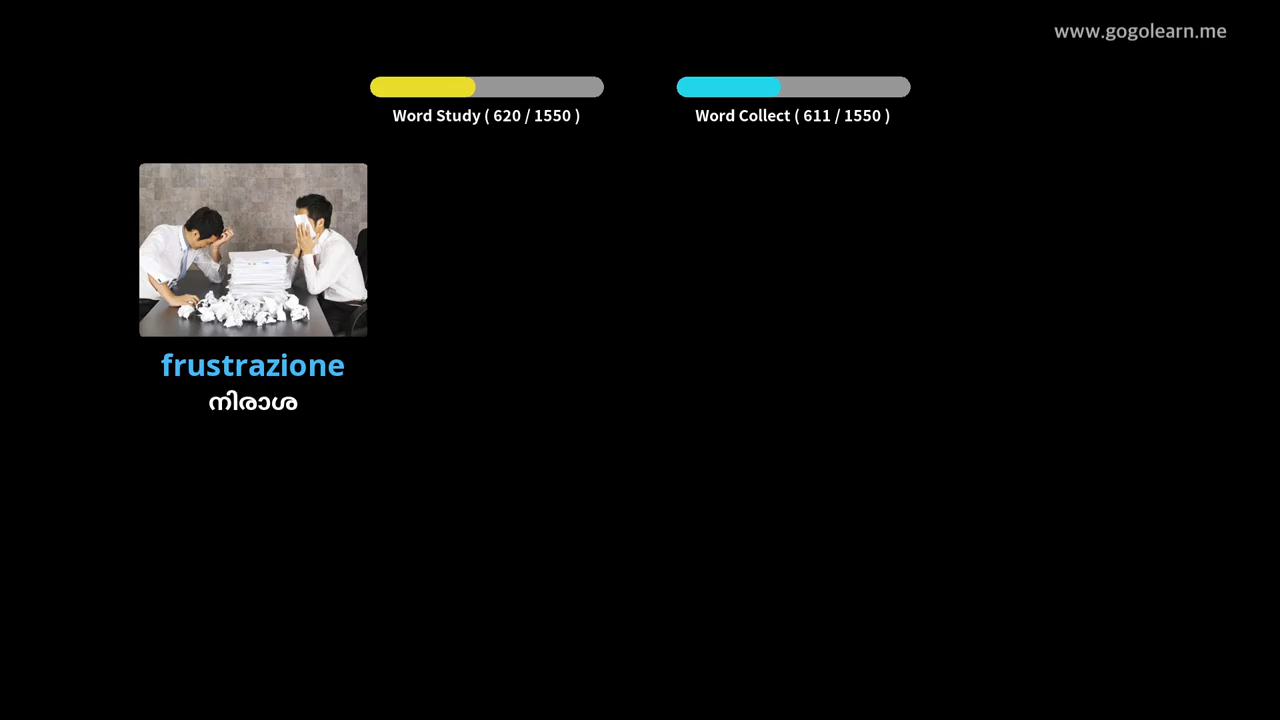 www.gogolearn.me
Word Study ( 620 / 1550 )
Word Collect ( 611 / 1550 )
frustrazione
നിരാശ